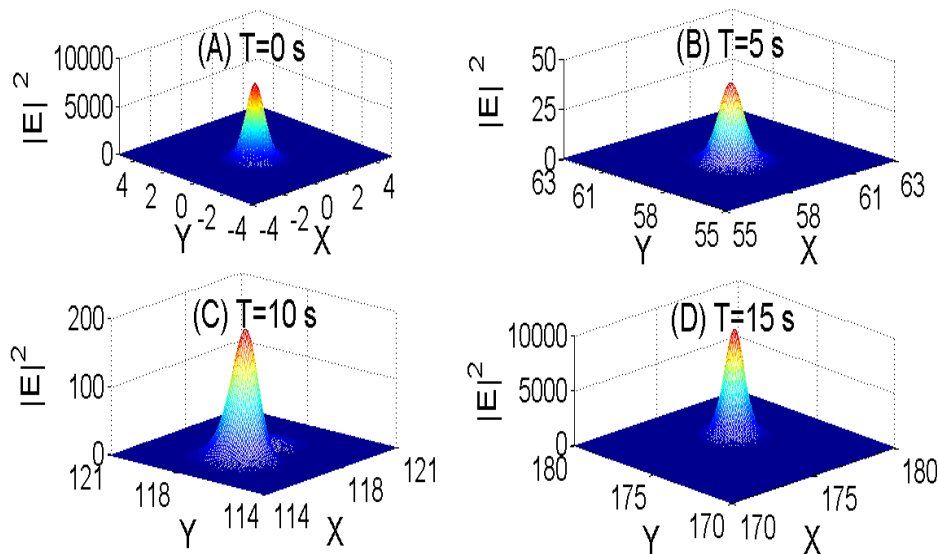 (A) T=0 s
10000
5000
0
|E| 2
4 2 0 -2 -4
-4 -2 0 2 4
Y
X
(B) T=5 s
50
25
0
|E| 2
63 61 58 55
55 58 61 63
Y
X
(C) T=10 s
200
100
0
|E| 2
121 118 114
114 118 121
Y
X
(D) T=15 s
10000
5000
0
|E| 2
180 175 170
170 175 180
Y
X